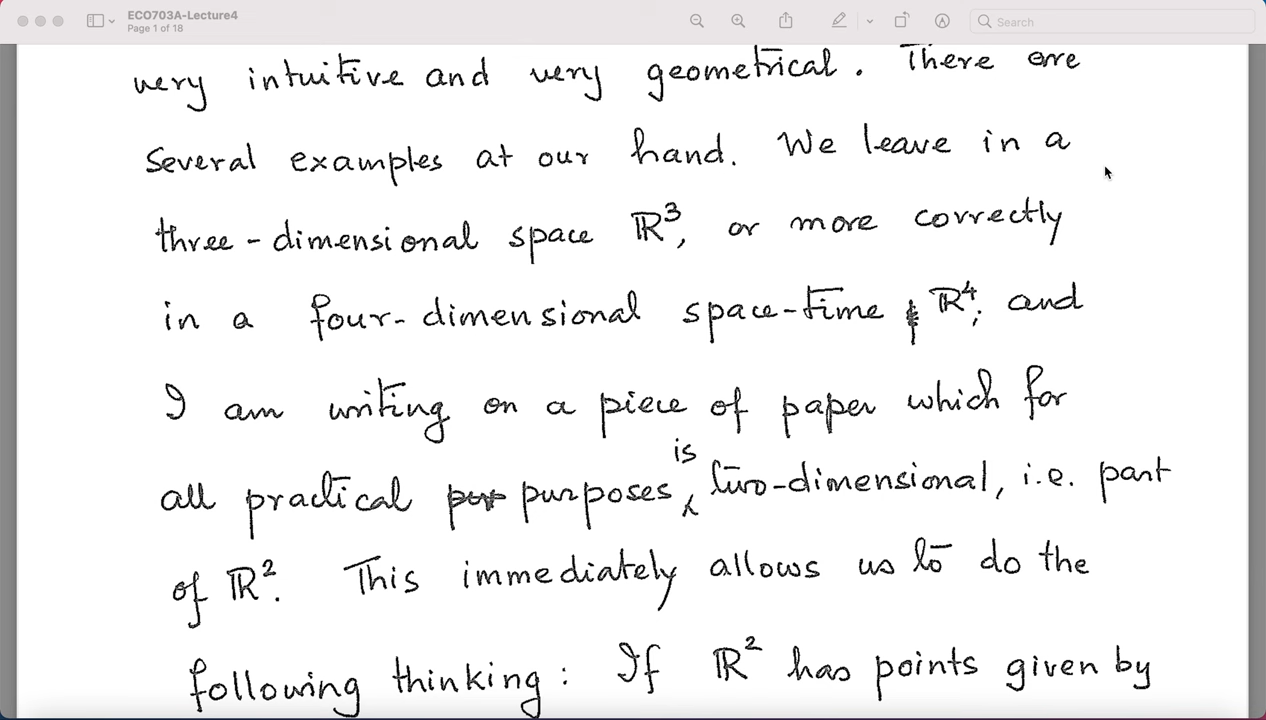 ECO703A-Lecture4
Page 1 of 18
Search
very intuitive and very geometrical. There are
several examples at our hand. We leave in a
three-dimensional space ℝ³, or more correctly
in a four-dimensional space-time ℝ⁴; and
I am writing on a piece of paper which for
all practical pur purposes is two-dimensional, i.e. part
of ℝ². This immediately allows us to do the
following thinking: If ℝ² has points given by